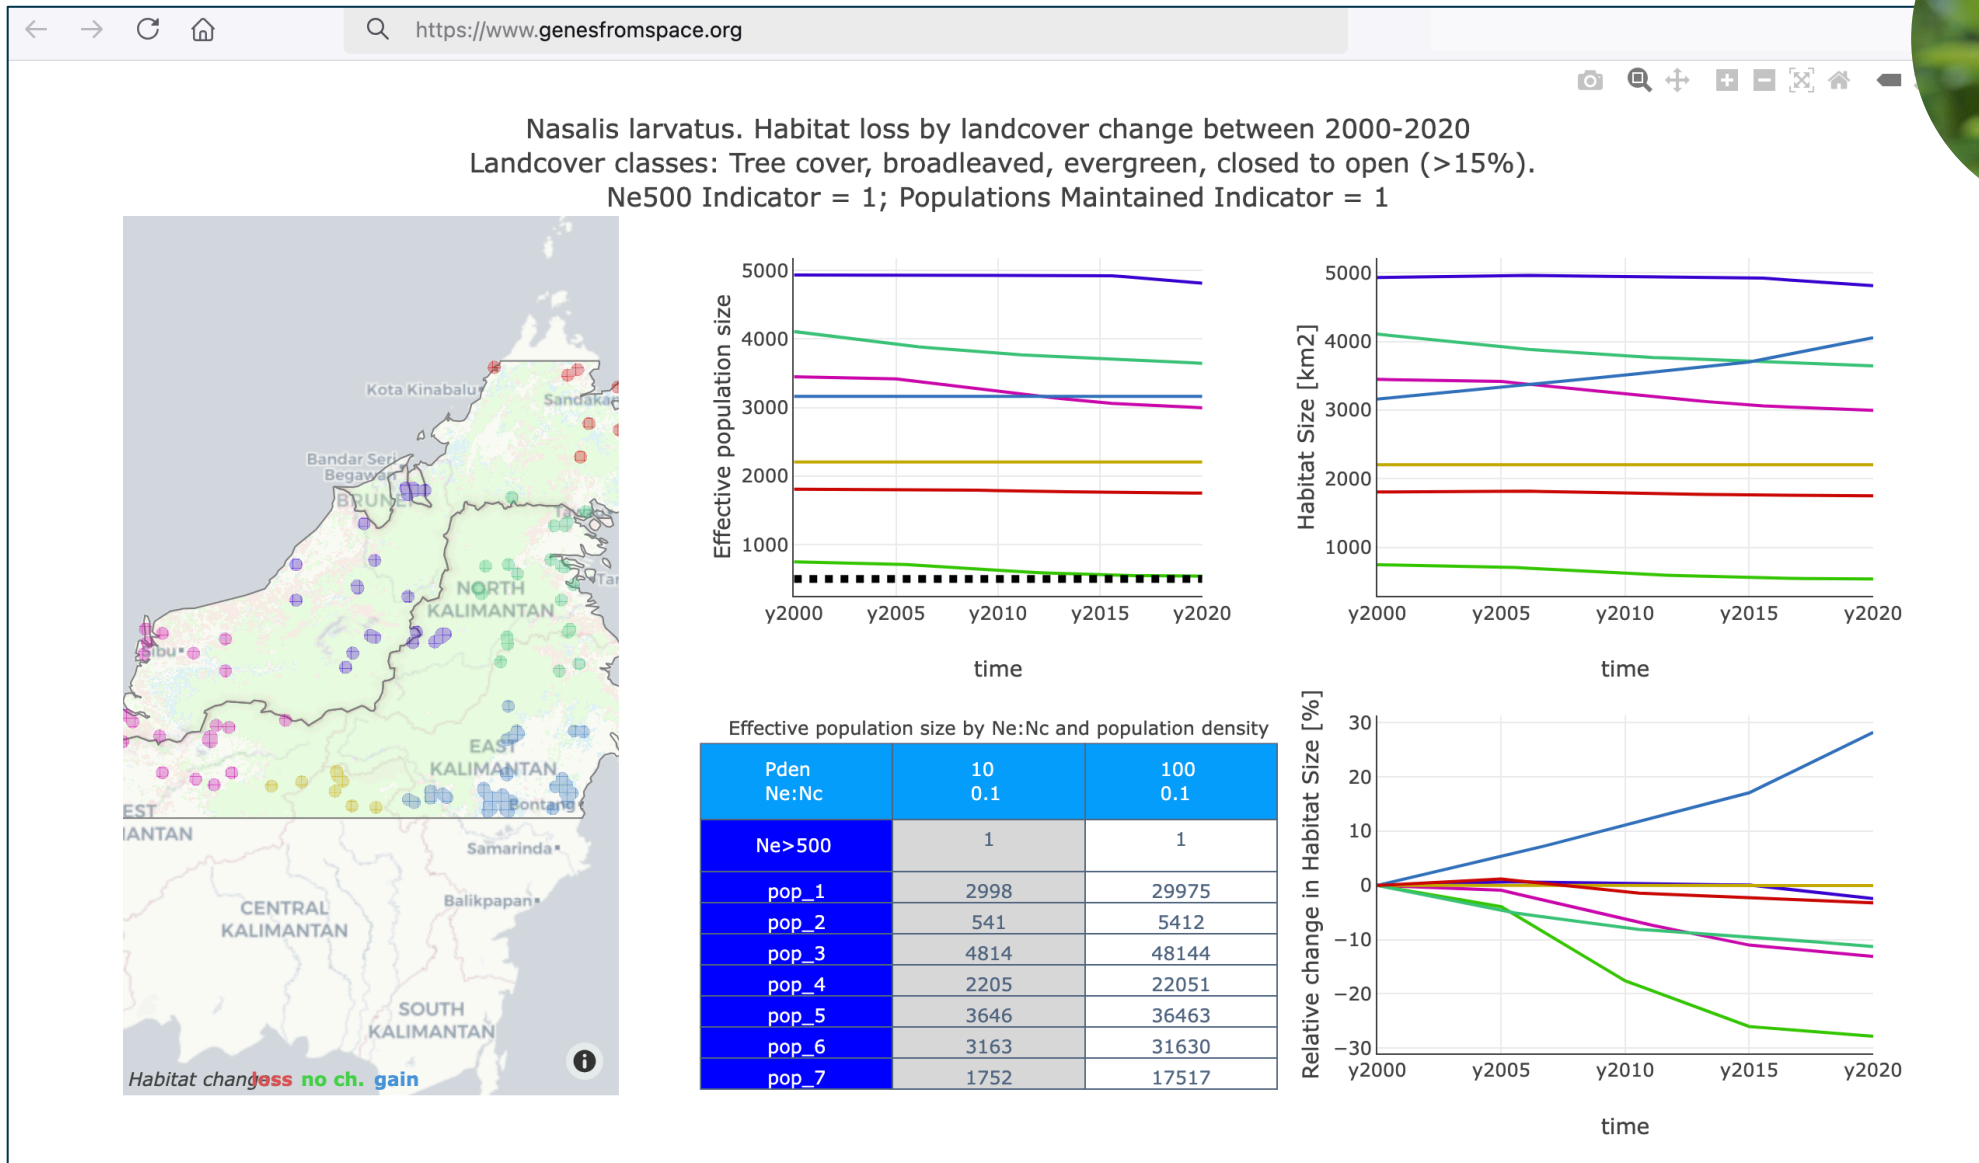 https://www.genesfromspace.org
Nasalis larvatus. Habitat loss by landcover change between 2000-2020
Landcover classes: Tree cover, broadleaved, evergreen, closed to open (>15%).
Ne500 Indicator = 1; Populations Maintained Indicator = 1
Kota Kinabalu
Sandakan
Bandar Seri
Begawan
BRUNEI
NORTH
KALIMANTAN
Tar
Sibu
EAST
KALIMANTAN
Bontang
EST
IANTAN
Samarinda
Balikpapan
CENTRAL
KALIMANTAN
SOUTH
KALIMANTAN
Habitat change loss no ch. gain
Effective population size
5000
4000
3000
2000
1000
y2000 y2005 y2010 y2015 y2020
time
Habitat Size [km2]
5000
4000
3000
2000
1000
y2000 y2005 y2010 y2015 y2020
time
Effective population size by Ne:Nc and population density
Pden 10 100
Ne:Nc 0.1 0.1
Ne>500 1 1
pop_1 2998 29975
pop_2 541 5412
pop_3 4814 48144
pop_4 2205 22051
pop_5 3646 36463
pop_6 3163 31630
pop_7 1752 17517
Relative change in Habitat Size [%]
30
20
10
0
−10
−20
−30
y2000 y2005 y2010 y2015 y2020
time